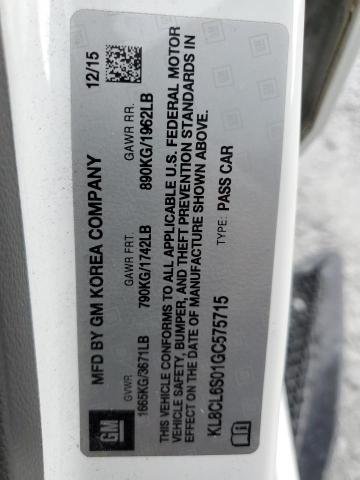 MFD BY GM KOREA COMPANY 12/15
GVWR GAWR FRT. GAWR RR.
1665KG/3671LB 790KG/1742LB 890KG/1962LB
THIS VEHICLE CONFORMS TO ALL APPLICABLE U.S. FEDERAL MOTOR
VEHICLE SAFETY, BUMPER, AND THEFT PREVENTION STANDARDS IN
EFFECT ON THE DATE OF MANUFACTURE SHOWN ABOVE.
KL8CL6S01GC575715 TYPE: PASS CAR
GM